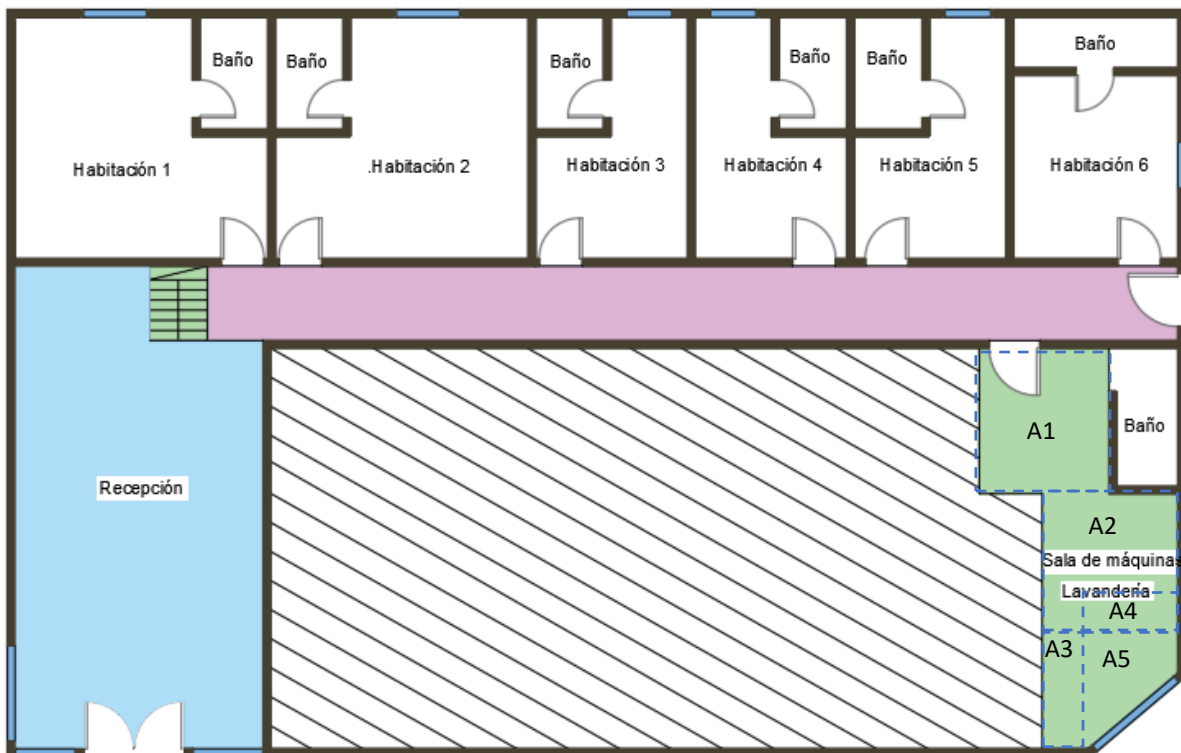 Baño
Baño
Baño
Baño
Baño
Baño
Habitación 1
.Habitación 2
Habitación 3
Habitación 4
Habitación 5
Habitación 6
A1
Baño
Recepción
A2
Sala de máquinas
Lavandería
A4
A3
A5